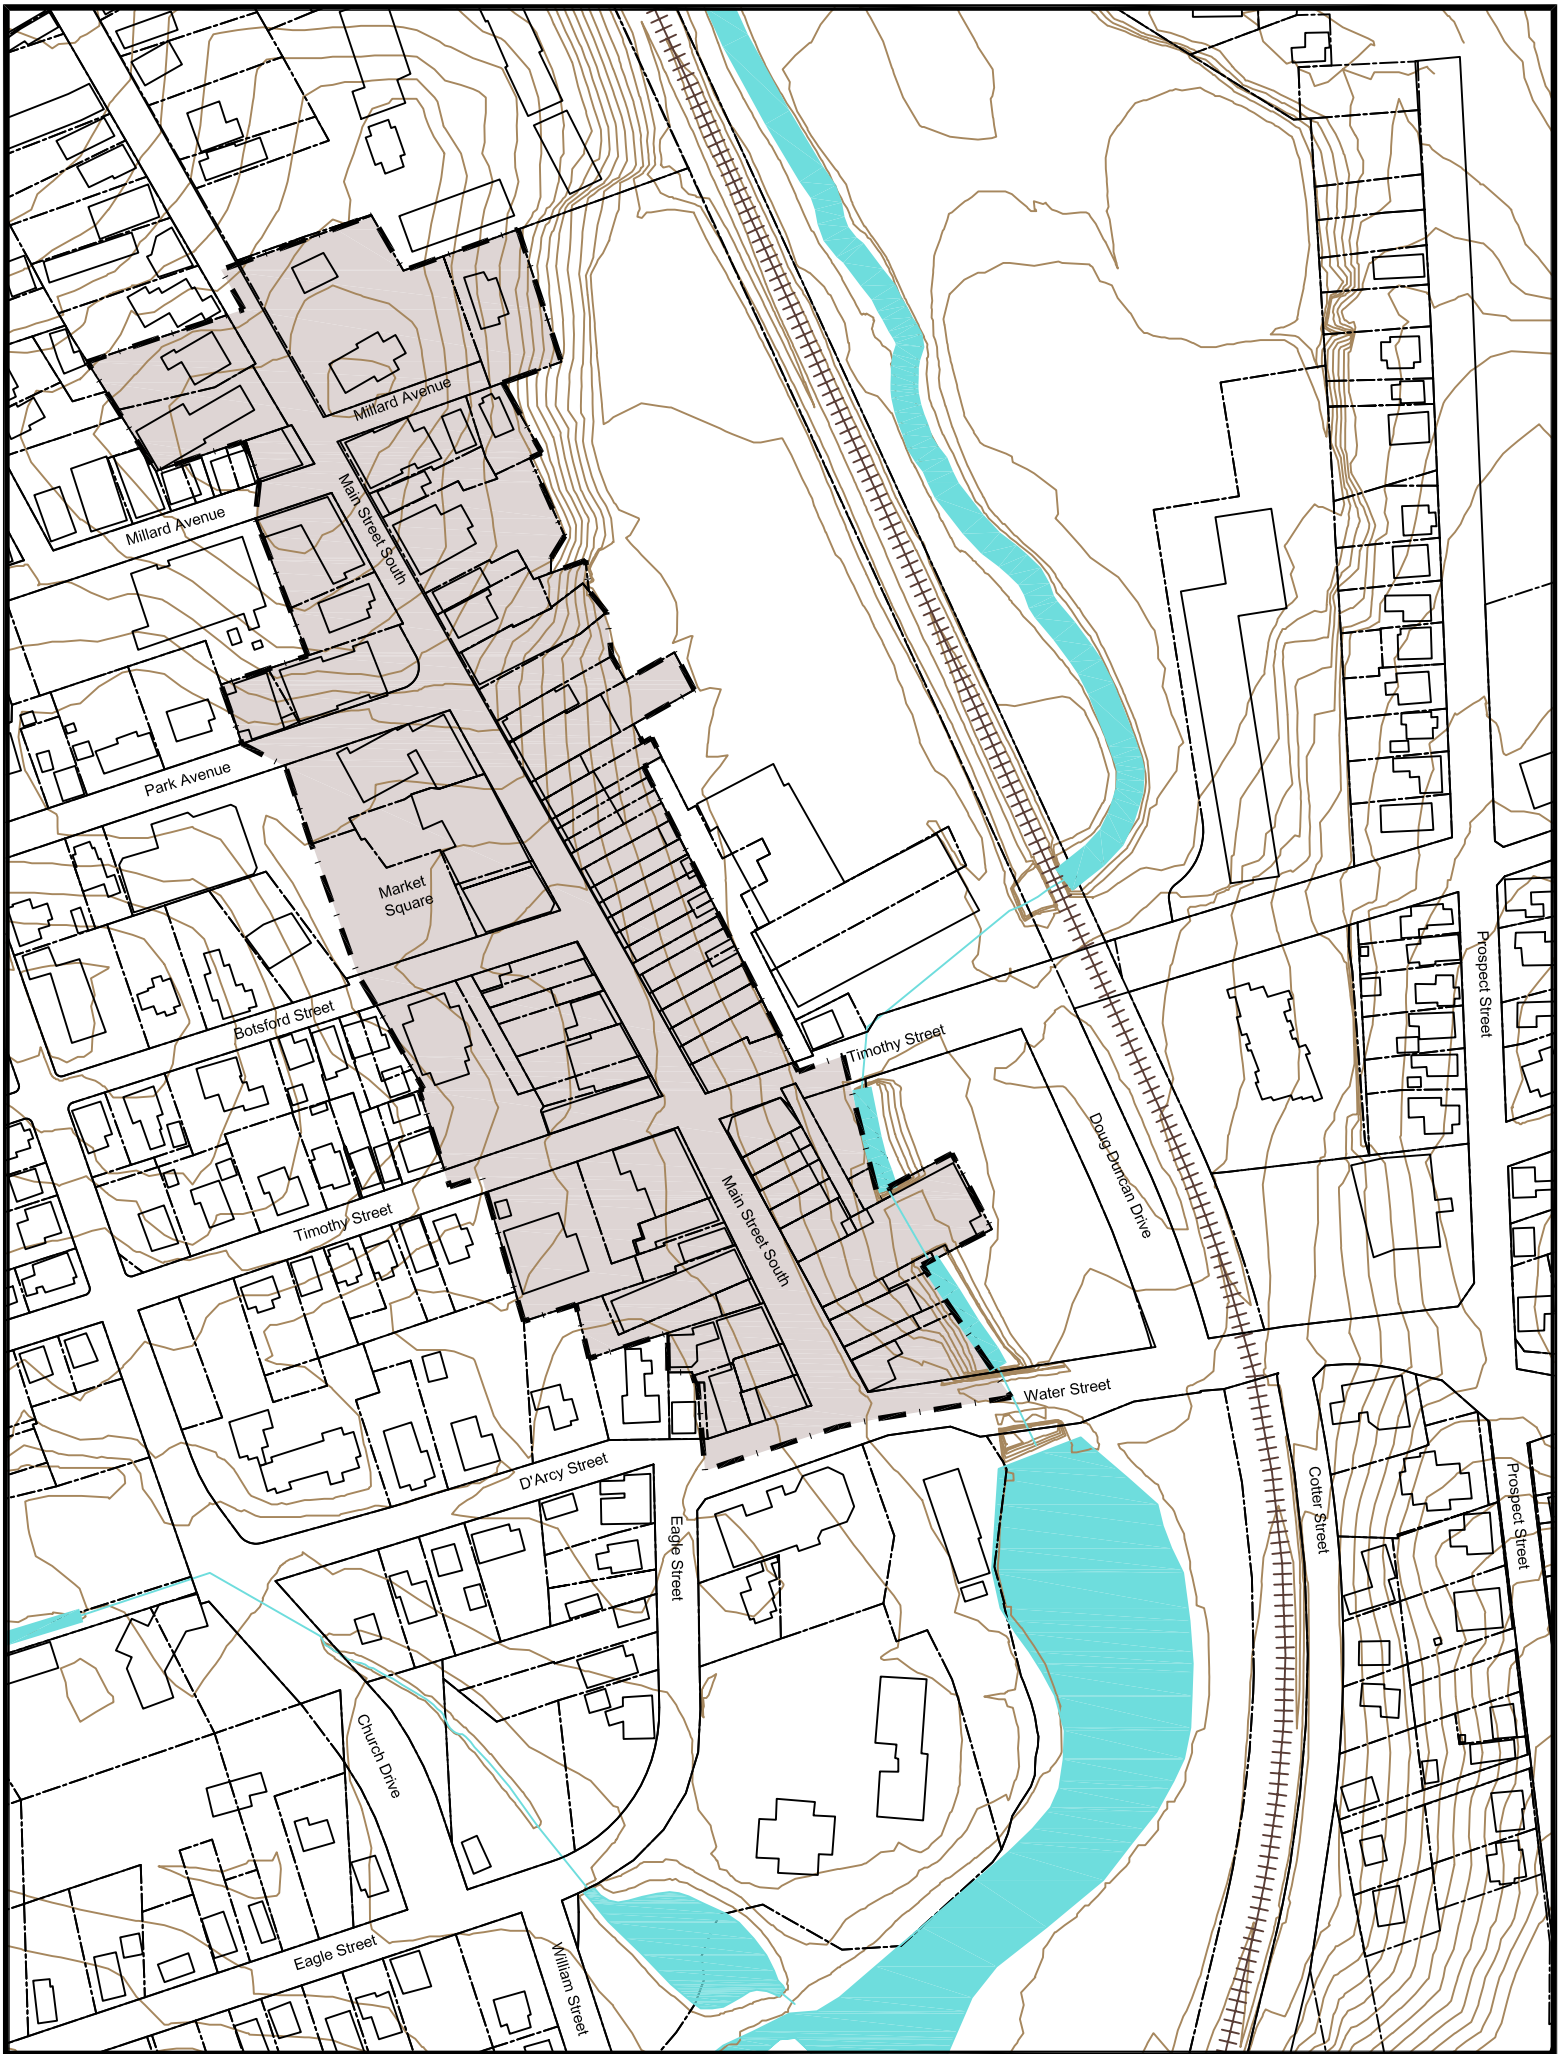 Millard Avenue
Main Street South
Millard Avenue
Park Avenue
Market
Square
Prospect Street
Botsford Street
Timothy Street
Doug Duncan Drive
Timothy Street
Main Street South
Water Street
D'Arcy Street
Cotter Street
Prospect Street
Eagle Street
Church Drive
Eagle Street
William Street